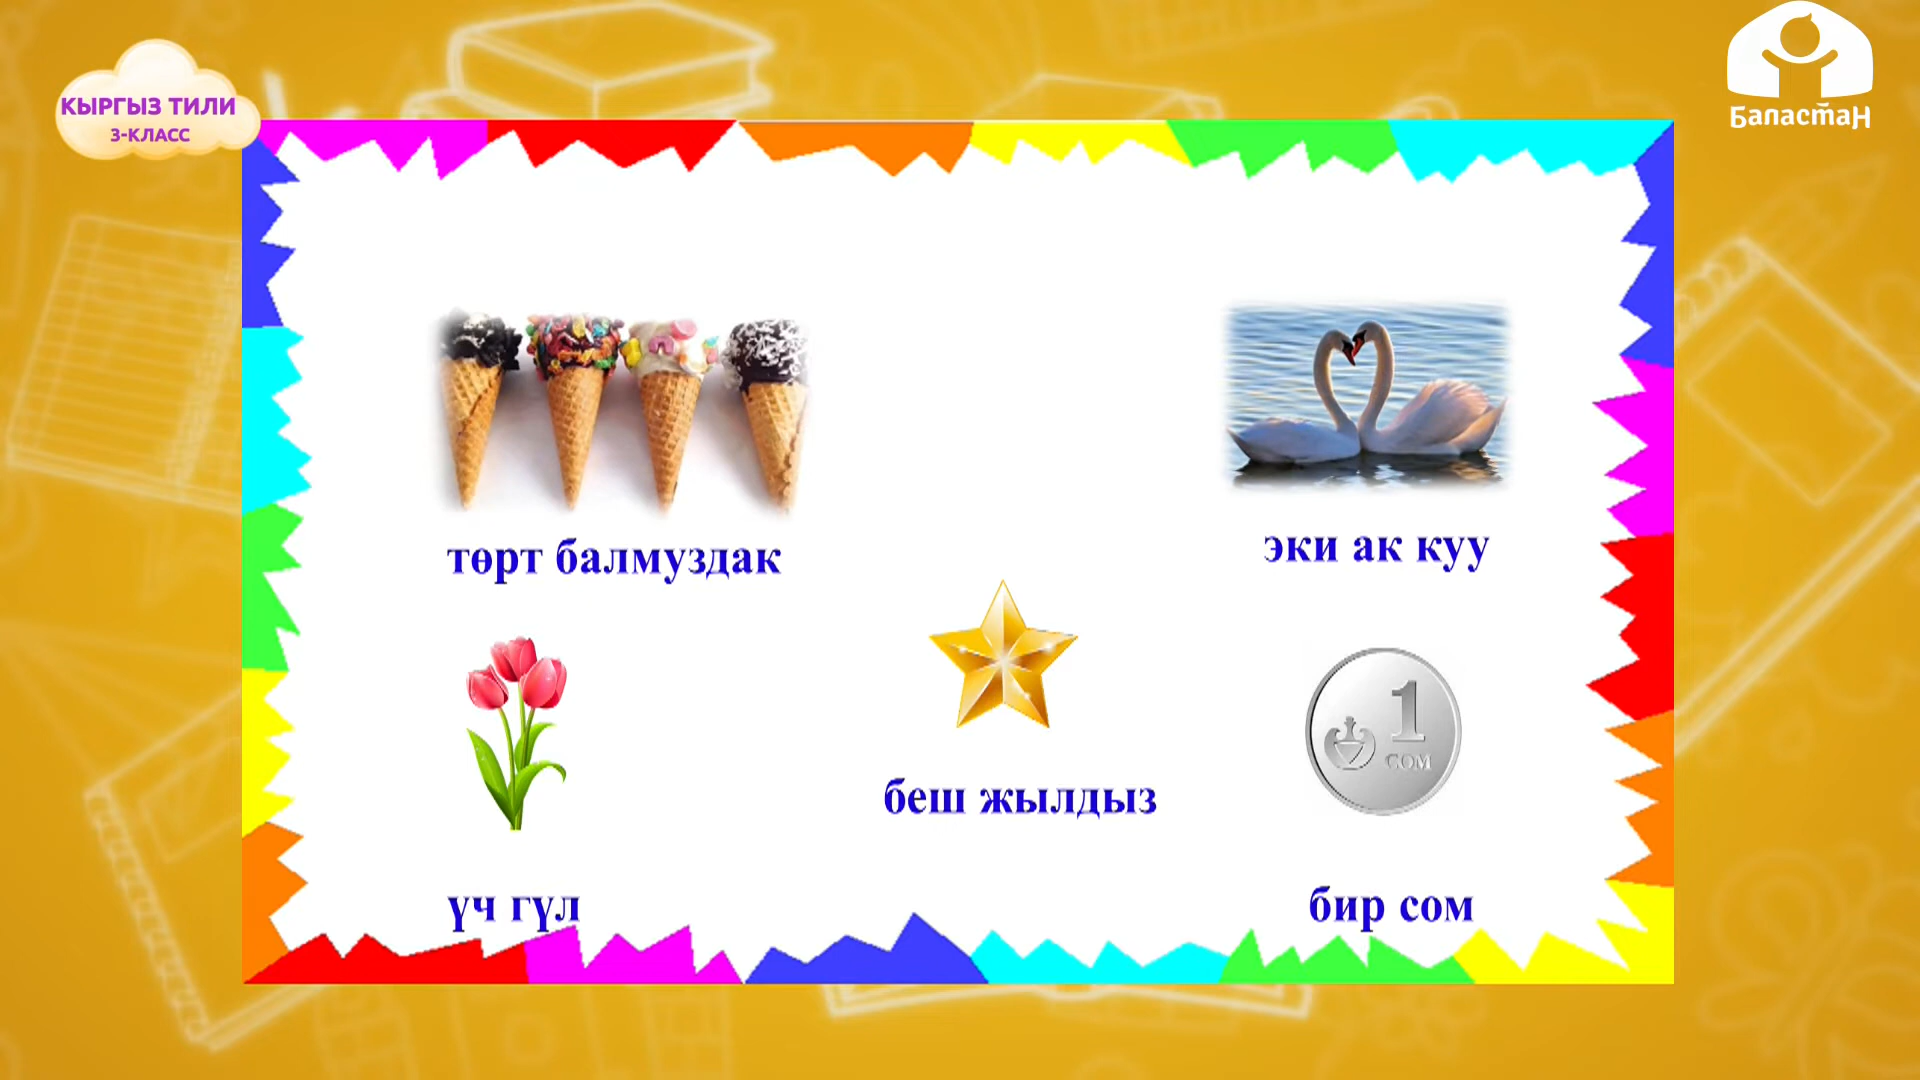 КЫРГЫЗ ТИЛИ
3-КЛАСС
Баластан
төрт балмуздак
эки ак куу
1
СОМ
беш жылдыз
үч гүл
бир сом